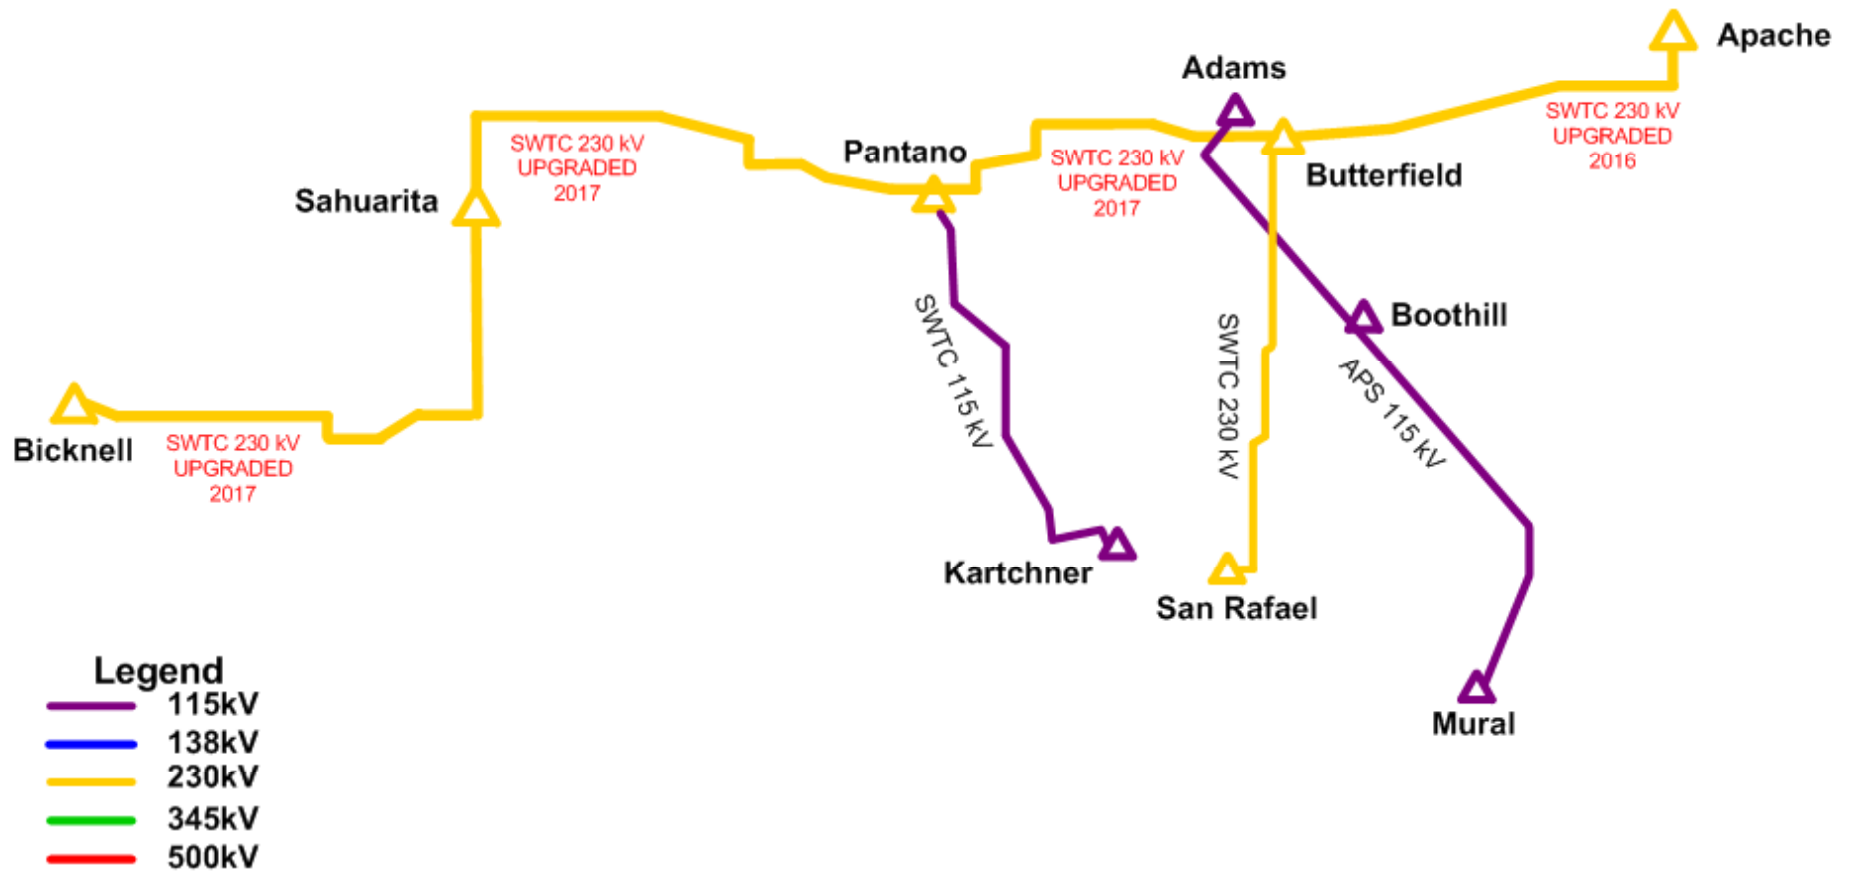 Apache
Adams
SWTC 230 kV
UPGRADED
2016
SWTC 230 kV
UPGRADED
2017
Pantano
SWTC 230 kV
UPGRADED
2017
Butterfield
Sahuarita
SWTC 115 kV
SWTC 230 kV
Boothill
APS 115 kV
Bicknell
SWTC 230 kV
UPGRADED
2017
Kartchner
San Rafael
Mural
Legend
115kV
138kV
230kV
345kV
500kV